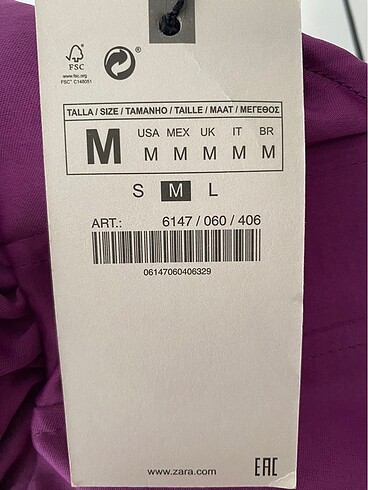 FSC
®
www.fsc.org
FSC® C148051
TALLA / SIZE / TAMANHO / TAILLE / MAAT / ΜΕΓΕΘΟΣ
M
USA MEX UK IT BR
M M M M M
S M L
ART.: 6147 / 060 / 406
06147060406329
www.zara.com
EAC